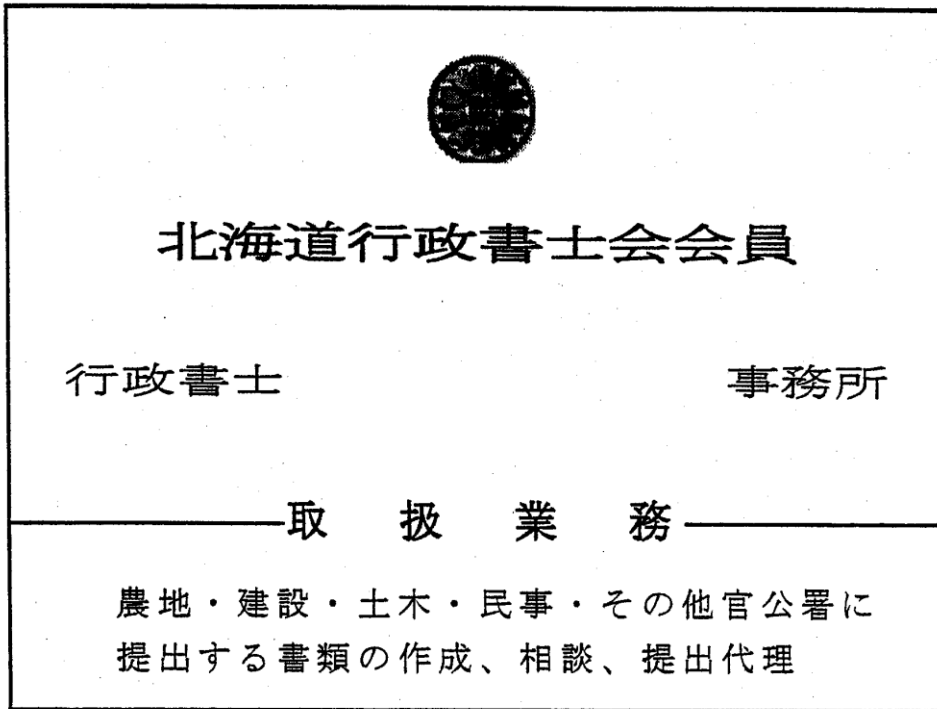 北海道行政書士会会員
行政書士 事務所
取扱業務
農地・建設・土木・民事・その他官公署に
提出する書類の作成、相談、提出代理